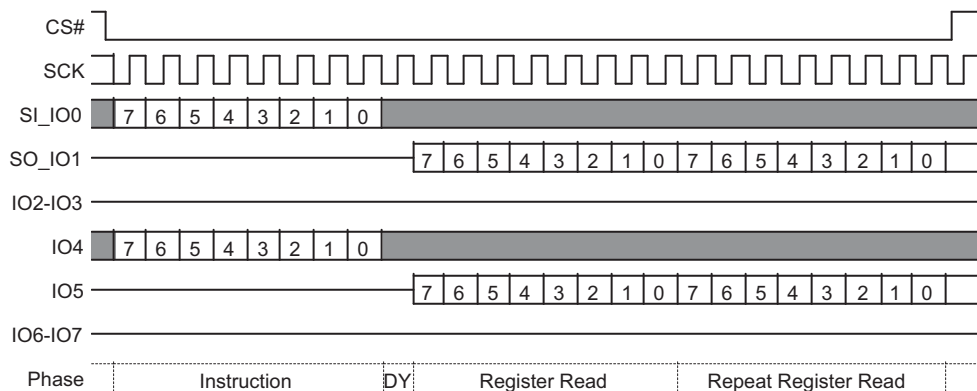 CS#
SCK
SI_IO0 7 6 5 4 3 2 1 0
SO_IO1 7 6 5 4 3 2 1 0 7 6 5 4 3 2 1 0
IO2-IO3
IO4 7 6 5 4 3 2 1 0
IO5 7 6 5 4 3 2 1 0 7 6 5 4 3 2 1 0
IO6-IO7
Phase Instruction DY Register Read Repeat Register Read